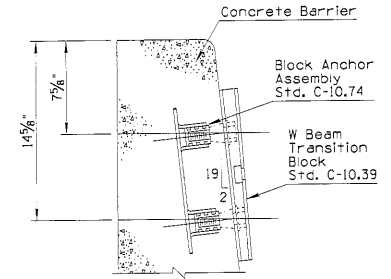 Concrete Barrier
Block Anchor
Assembly
Std. C-10.74
7⅝"
14⅝"
W Beam
Transition
Block
Std. C-10.39
19
2